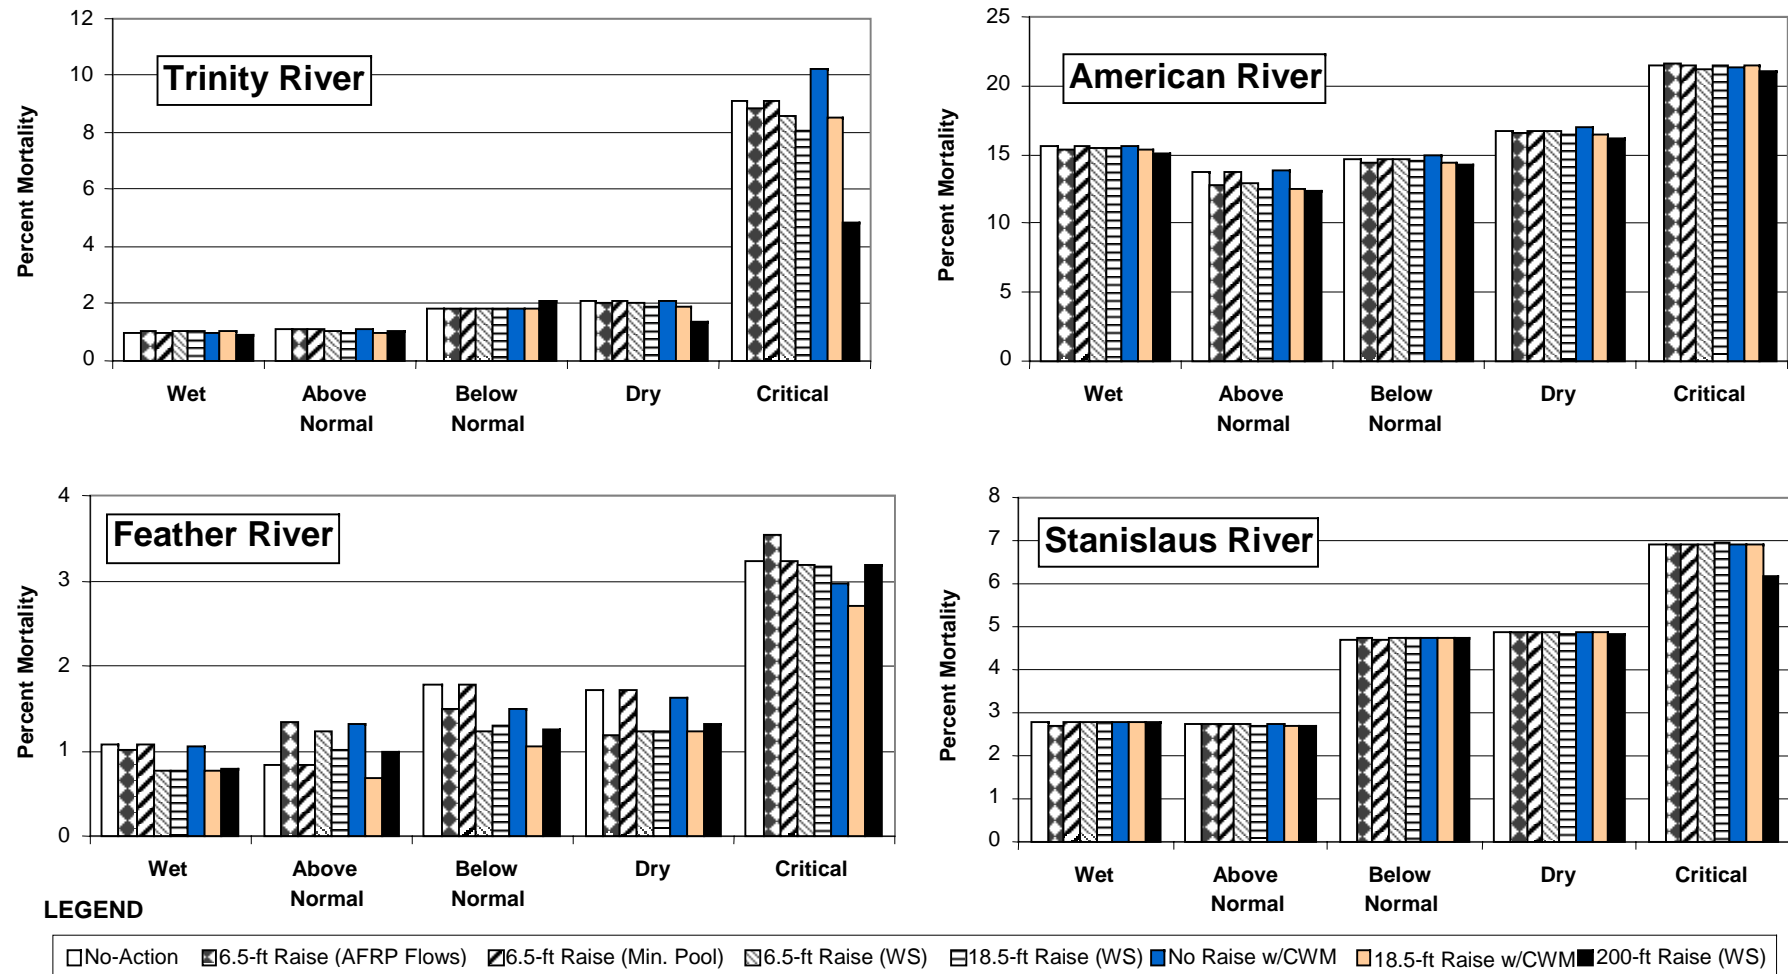 12
10
8
6
4
2
0
Percent Mortality
Trinity River
Wet
Above Normal
Below Normal
Dry
Critical
25
20
15
10
5
0
Percent Mortality
American River
Wet
Above Normal
Below Normal
Dry
Critical
4
3
2
1
0
Percent Mortality
Feather River
Wet
Above Normal
Below Normal
Dry
Critical
8
7
6
5
4
3
2
1
0
Percent Mortality
Stanislaus River
Wet
Above Normal
Below Normal
Dry
Critical
LEGEND
No-Action 6.5-ft Raise (AFRP Flows) 6.5-ft Raise (Min. Pool) 6.5-ft Raise (WS) 18.5-ft Raise (WS) No Raise w/CWM 18.5-ft Raise w/CWM 200-ft Raise (WS)